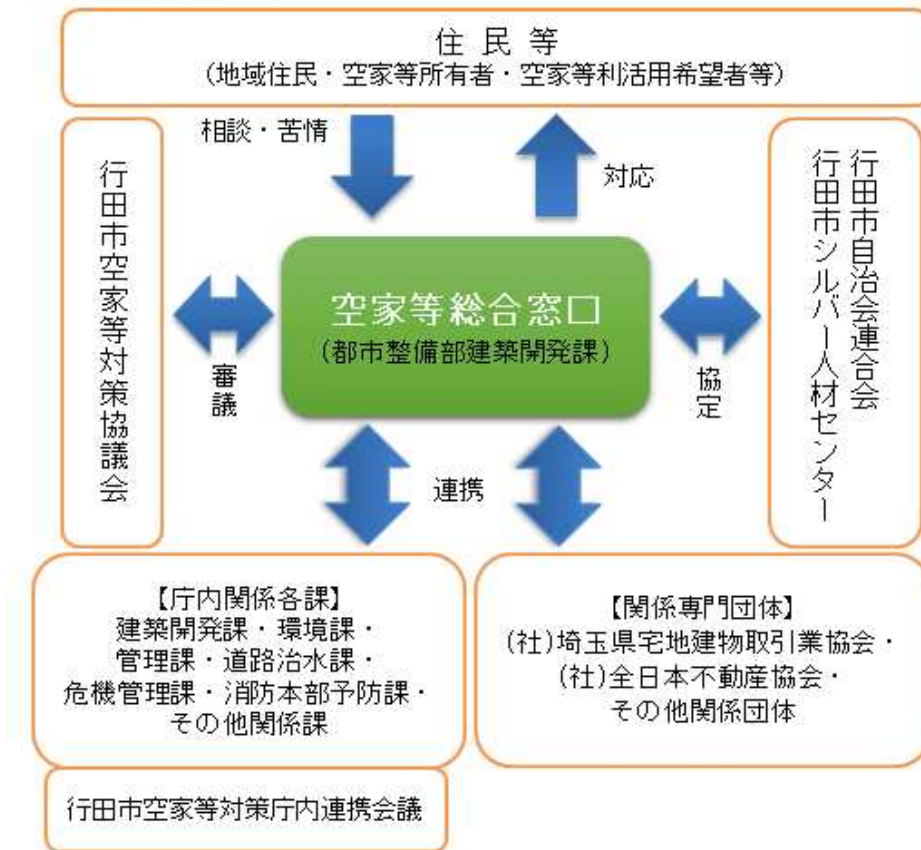 住民等
(地域住民・空家等所有者・空家等利活用希望者等)
相談・苦情
対応
行田市空家等対策協議会
審議
空家等総合窓口
(都市整備部建築開発課)
協定
行田市自治会連合会
行田市シルバー人材センター
連携
【庁内関係各課】
建築開発課・環境課・
管理課・道路治水課・
危機管理課・消防本部予防課・
その他関係課
【関係専門団体】
(社)埼玉県宅地建物取引業協会・
(社)全日本不動産協会・
その他関係団体
行田市空家等対策庁内連携会議